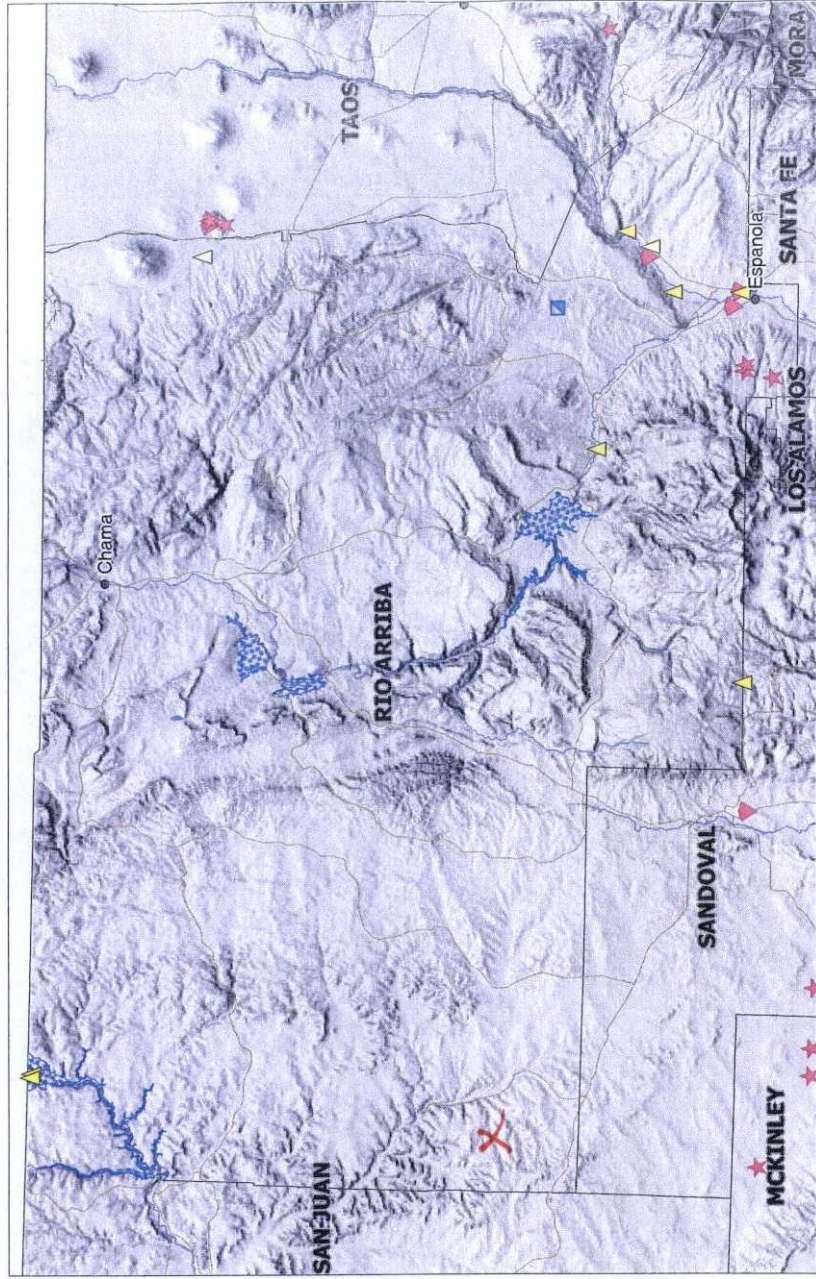 Chama
TAOS
RIO ARRIBA
SAN JUAN
SANDOVAL
MCKINLEY
LOS ALAMOS
Espanola
SANTA FE
MORA